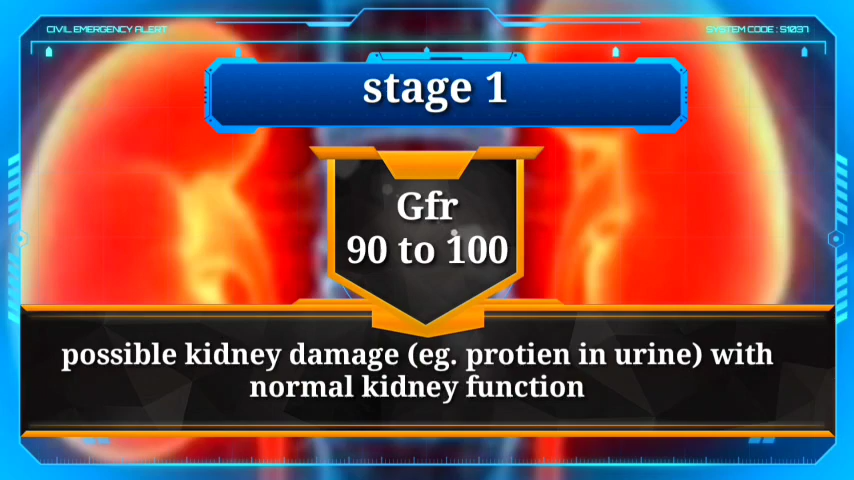 CIVIL EMERGENCY ALERT
SYSTEM CODE : S1037
stage 1
Gfr
90 to 100
possible kidney damage (eg. protien in urine) with
normal kidney function